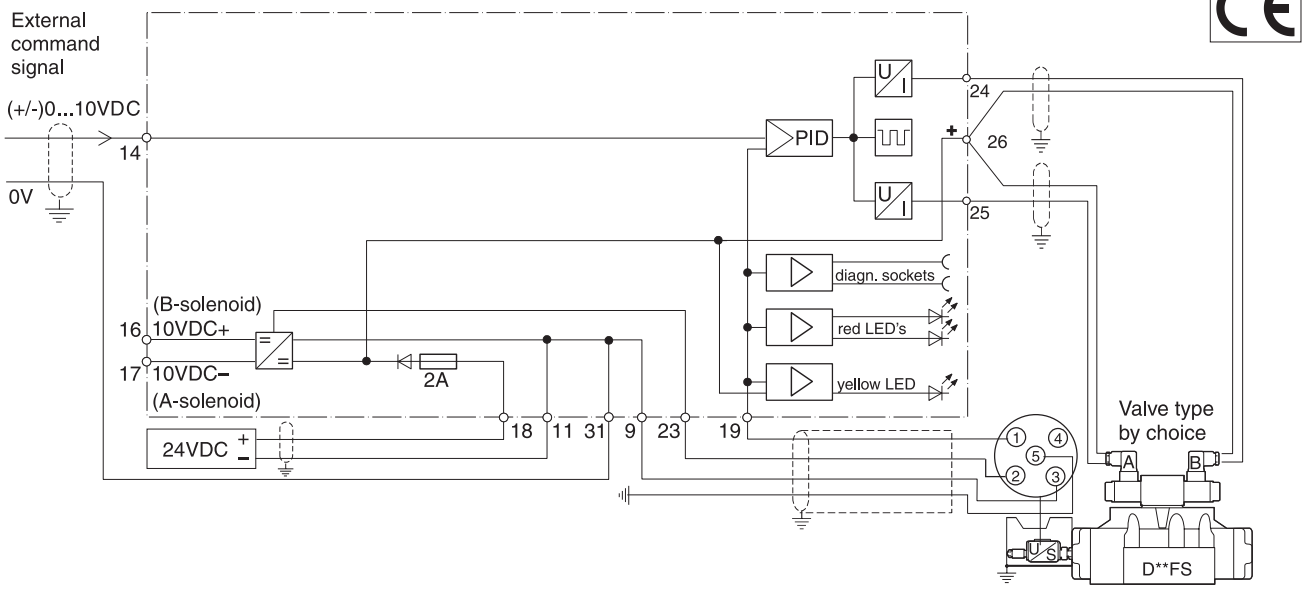 External
command
signal
CE
(+/-)0...10VDC
14
0V
U
I
24
PID
+
26
U
I
25
diagn. sockets
(B-solenoid)
16 10VDC+
=
=
red LED's
17 10VDC–
2A
(A-solenoid)
yellow LED
24VDC + –
18 11 31 9 23 19
1 4
5
2 3
Valve type
by choice
A B
U S
D**FS